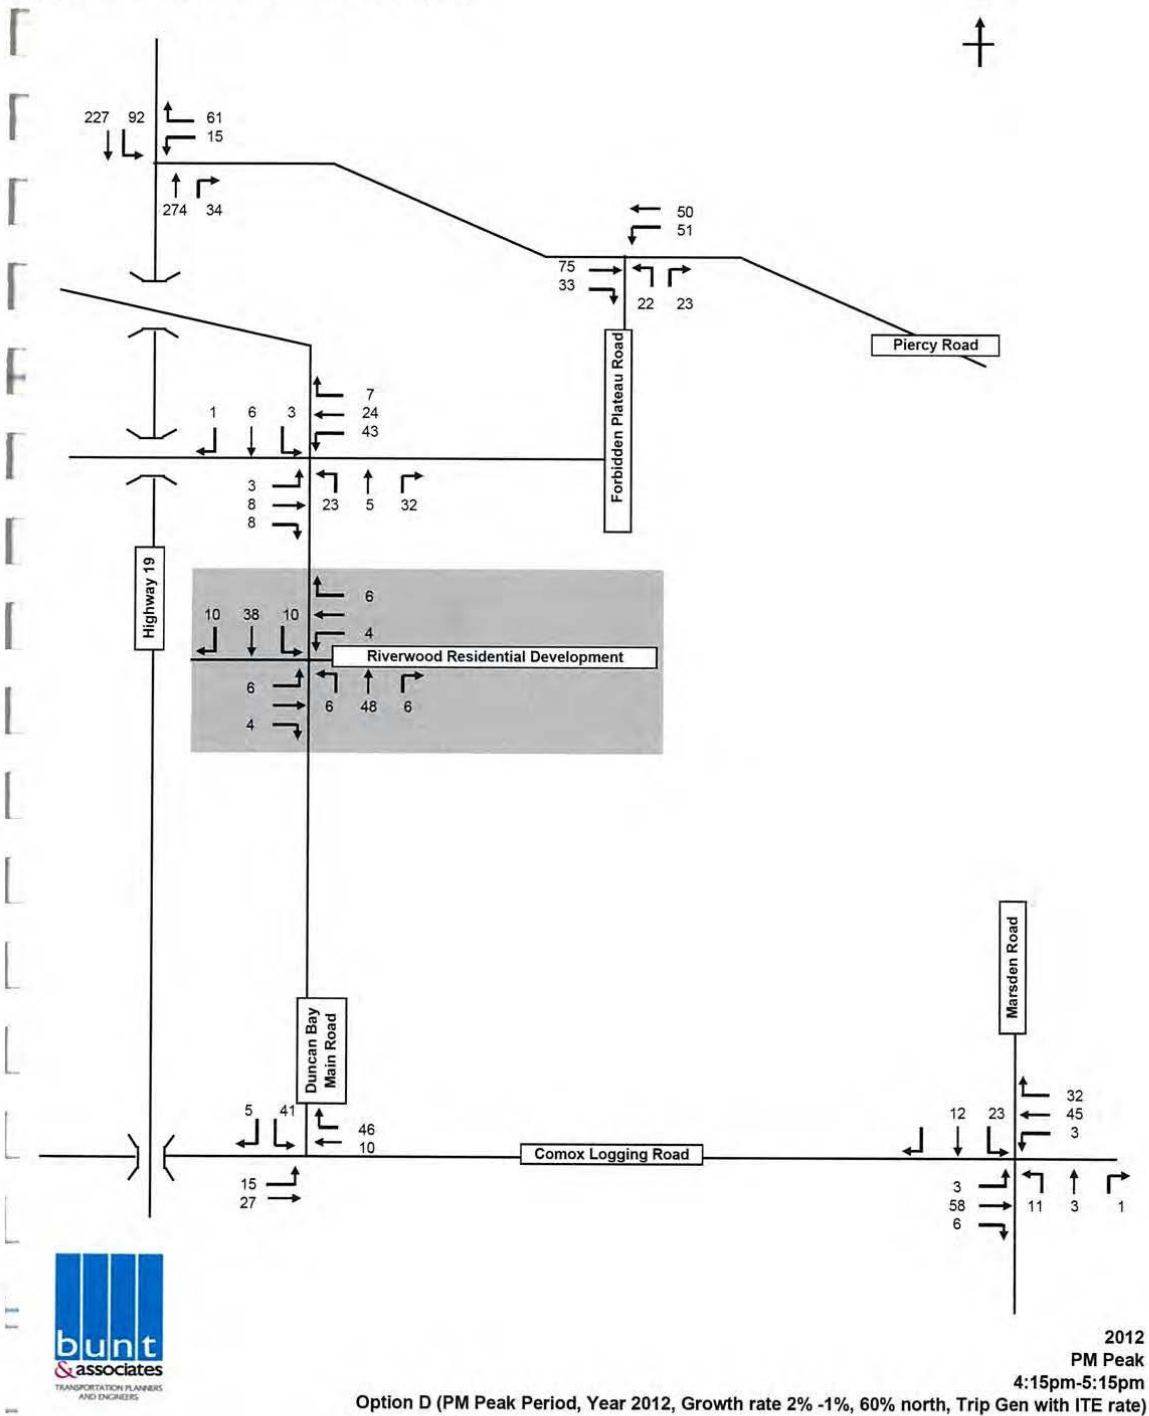 227 92 61
15
274 34
50
51
75
33
22 23
Piercy Road
Forbidden Plateau Road
7
1 6 3 24
43
3
8 23 5 32
8
Highway 19
6
10 38 10
4
Riverwood Residential Development
6
6 48 6
4
Marsden Road
Duncan Bay
Main Road
5 41
46
10
Comox Logging Road
15
27
32
12 23 45
3
3
58 11 3 1
6
bunt
& associates
TRANSPORTATION PLANNERS
AND ENGINEERS
2012
PM Peak
4:15pm-5:15pm
Option D (PM Peak Period, Year 2012, Growth rate 2% -1%, 60% north, Trip Gen with ITE rate)